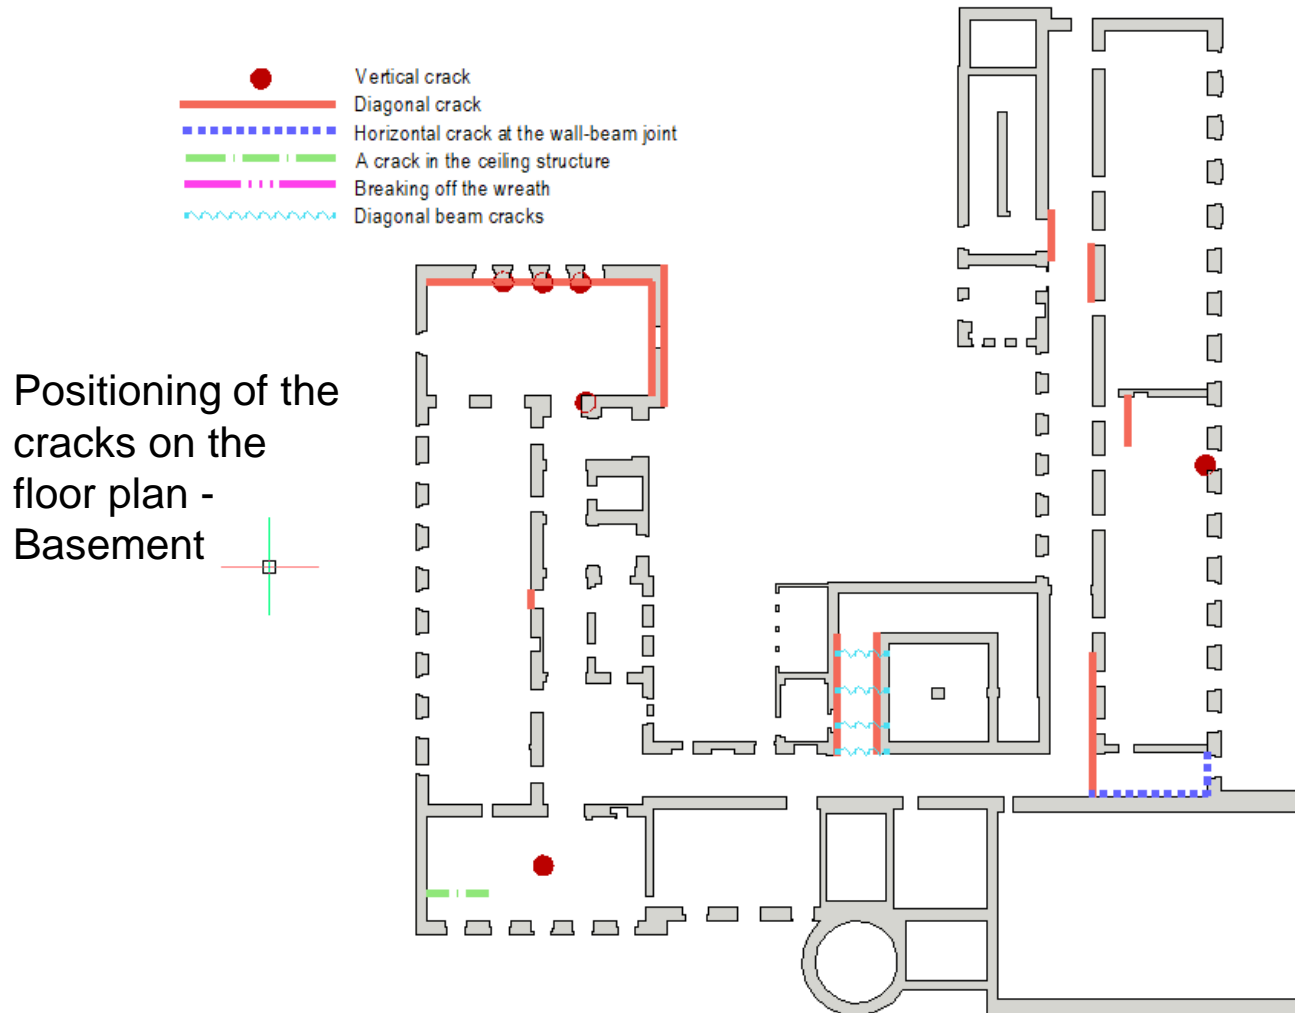 Vertical crack
Diagonal crack
Horizontal crack at the wall-beam joint
A crack in the ceiling structure
Breaking off the wreath
Diagonal beam cracks
Positioning of the
cracks on the
floor plan -
Basement